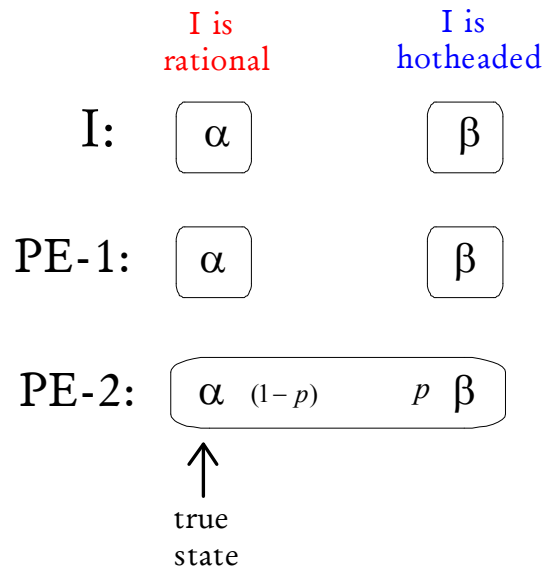 I is
rational
I is
hotheaded
I: α β
PE-1: α β
PE-2: α (1− p) p β
true
state